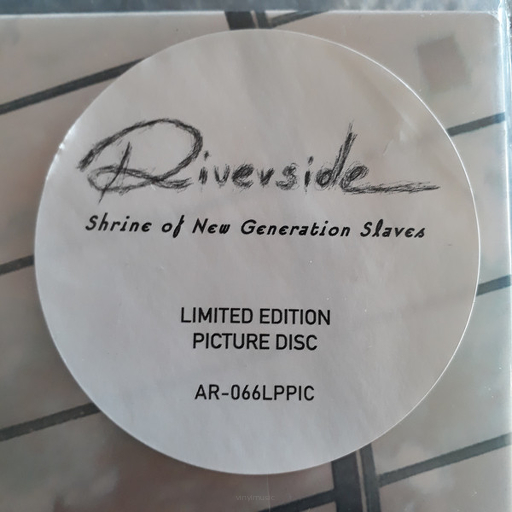 Riverside
Shrine of New Generation Slaves
LIMITED EDITION
PICTURE DISC
AR-066LPPIC